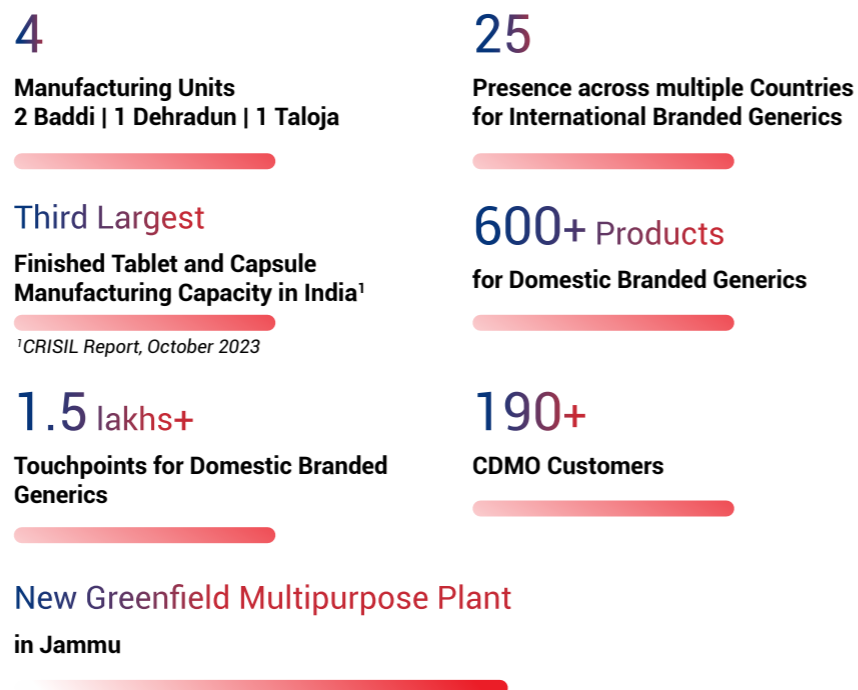 4
Manufacturing Units
2 Baddi | 1 Dehradun | 1 Taloja
25
Presence across multiple Countries
for International Branded Generics
Third Largest
Finished Tablet and Capsule
Manufacturing Capacity in India¹
¹CRISIL Report, October 2023
600+ Products
for Domestic Branded Generics
1.5 lakhs+
Touchpoints for Domestic Branded
Generics
190+
CDMO Customers
New Greenfield Multipurpose Plant
in Jammu